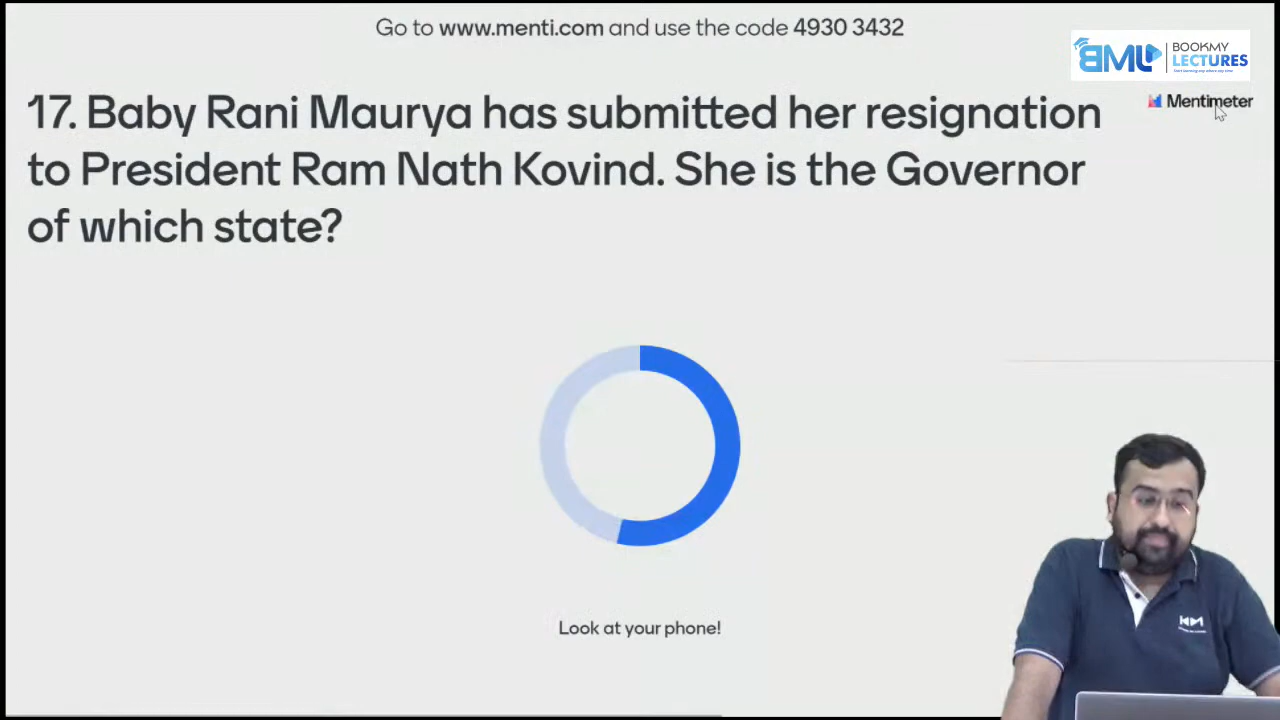 Go to www.menti.com and use the code 4930 3432
BML
BOOKMY
LECTURES
Mentimeter
17. Baby Rani Maurya has submitted her resignation
to President Ram Nath Kovind. She is the Governor
of which state?
Look at your phone!